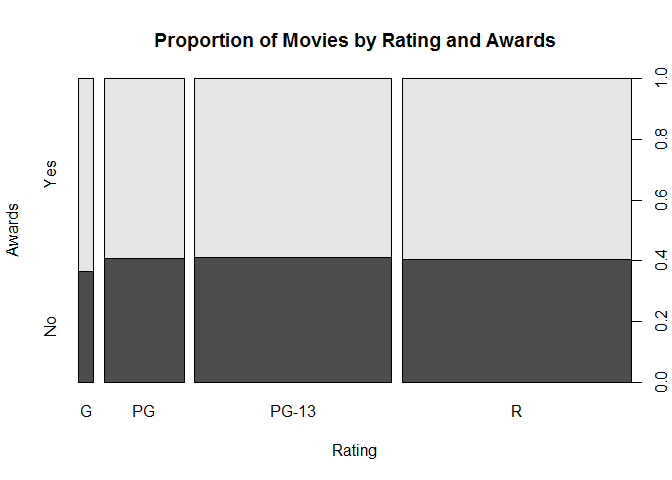 Proportion of Movies by Rating and Awards
Awards
Yes
No
1.0
0.8
0.6
0.4
0.2
0.0
G PG PG-13 R
Rating